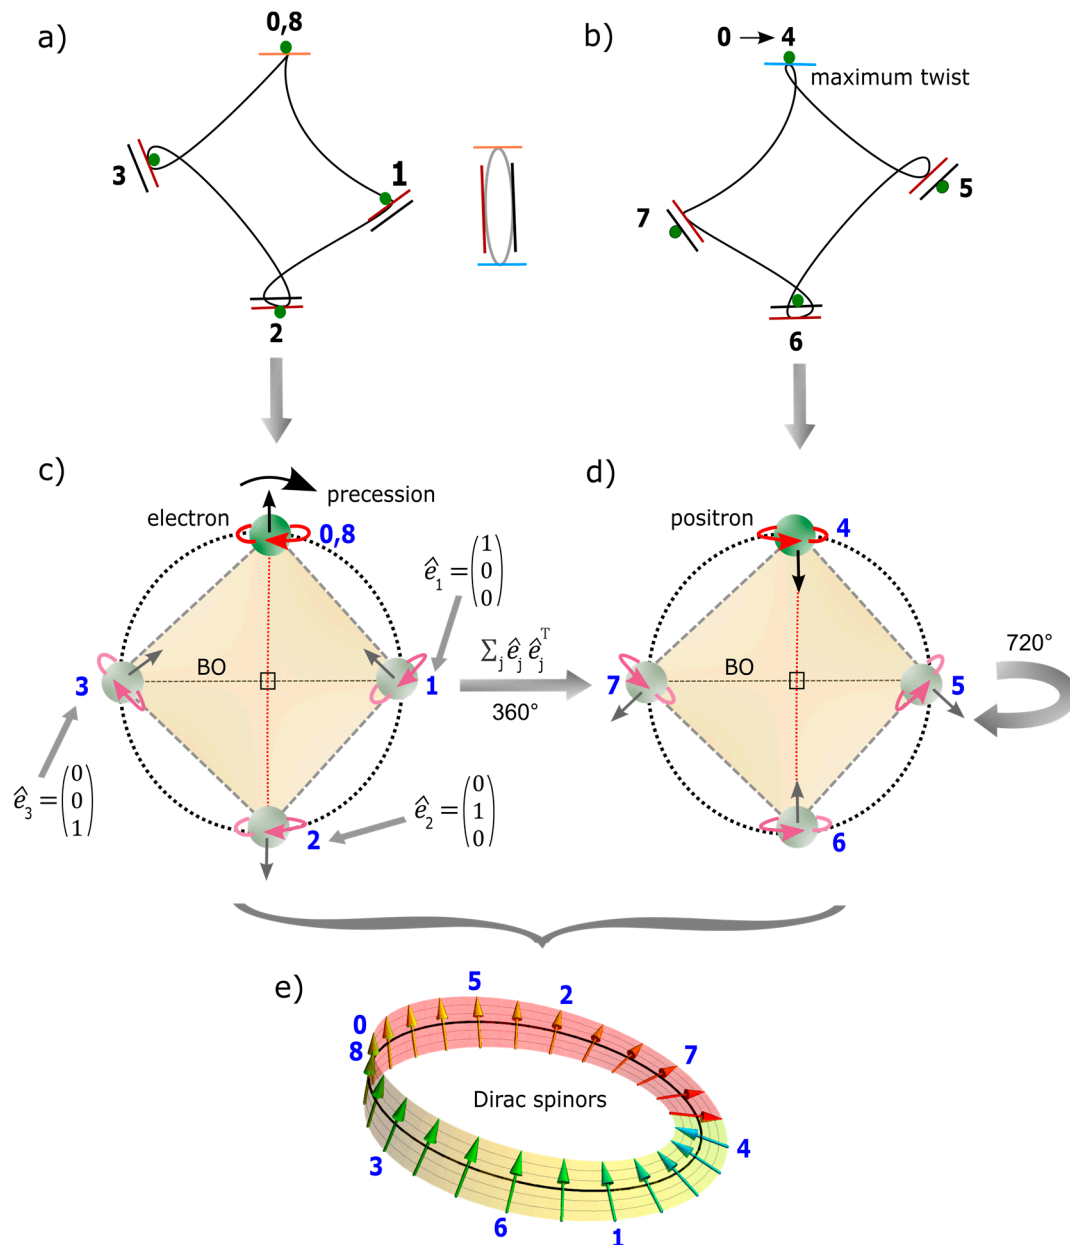 a)
0,8
3
1
2
b)
0 → 4
maximum twist
5
7
6
c)
precession
electron
0,8
ê₁ = (1 0 0)
BO
3
1
ê₃ = (0 0 1)
2
ê₂ = (0 1 0)
∑ⱼ êⱼ êⱼᵀ
360°
d)
positron
4
BO
7
5
6
720°
e)
5
2
0
8
7
Dirac spinors
4
3
6
1